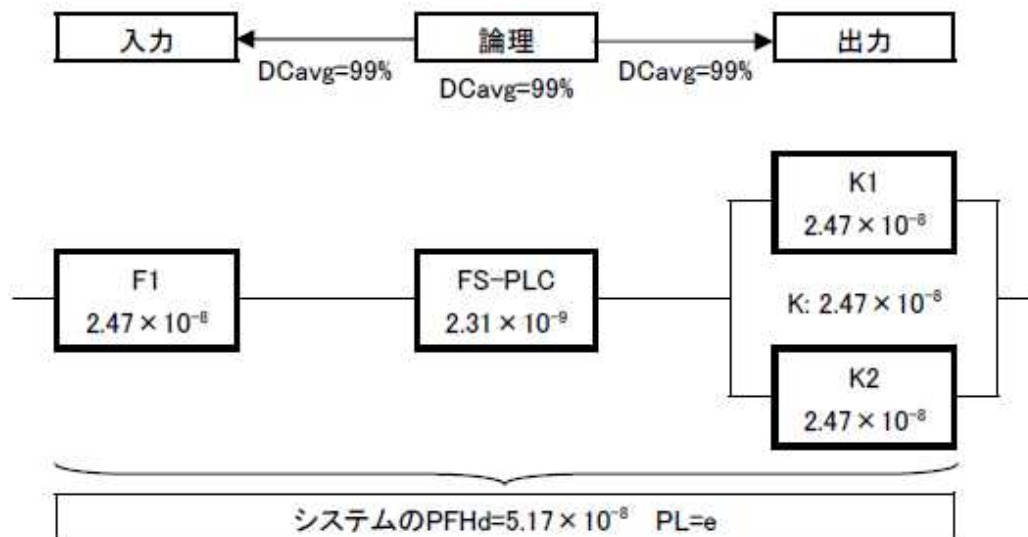 入力
論理
出力
DCavg=99%
DCavg=99%
DCavg=99%
K1
2.47×10⁻⁸
F1
2.47×10⁻⁸
FS-PLC
2.31×10⁻⁹
K: 2.47×10⁻⁸
K2
2.47×10⁻⁸
システムのPFHd=5.17×10⁻⁸ PL=e